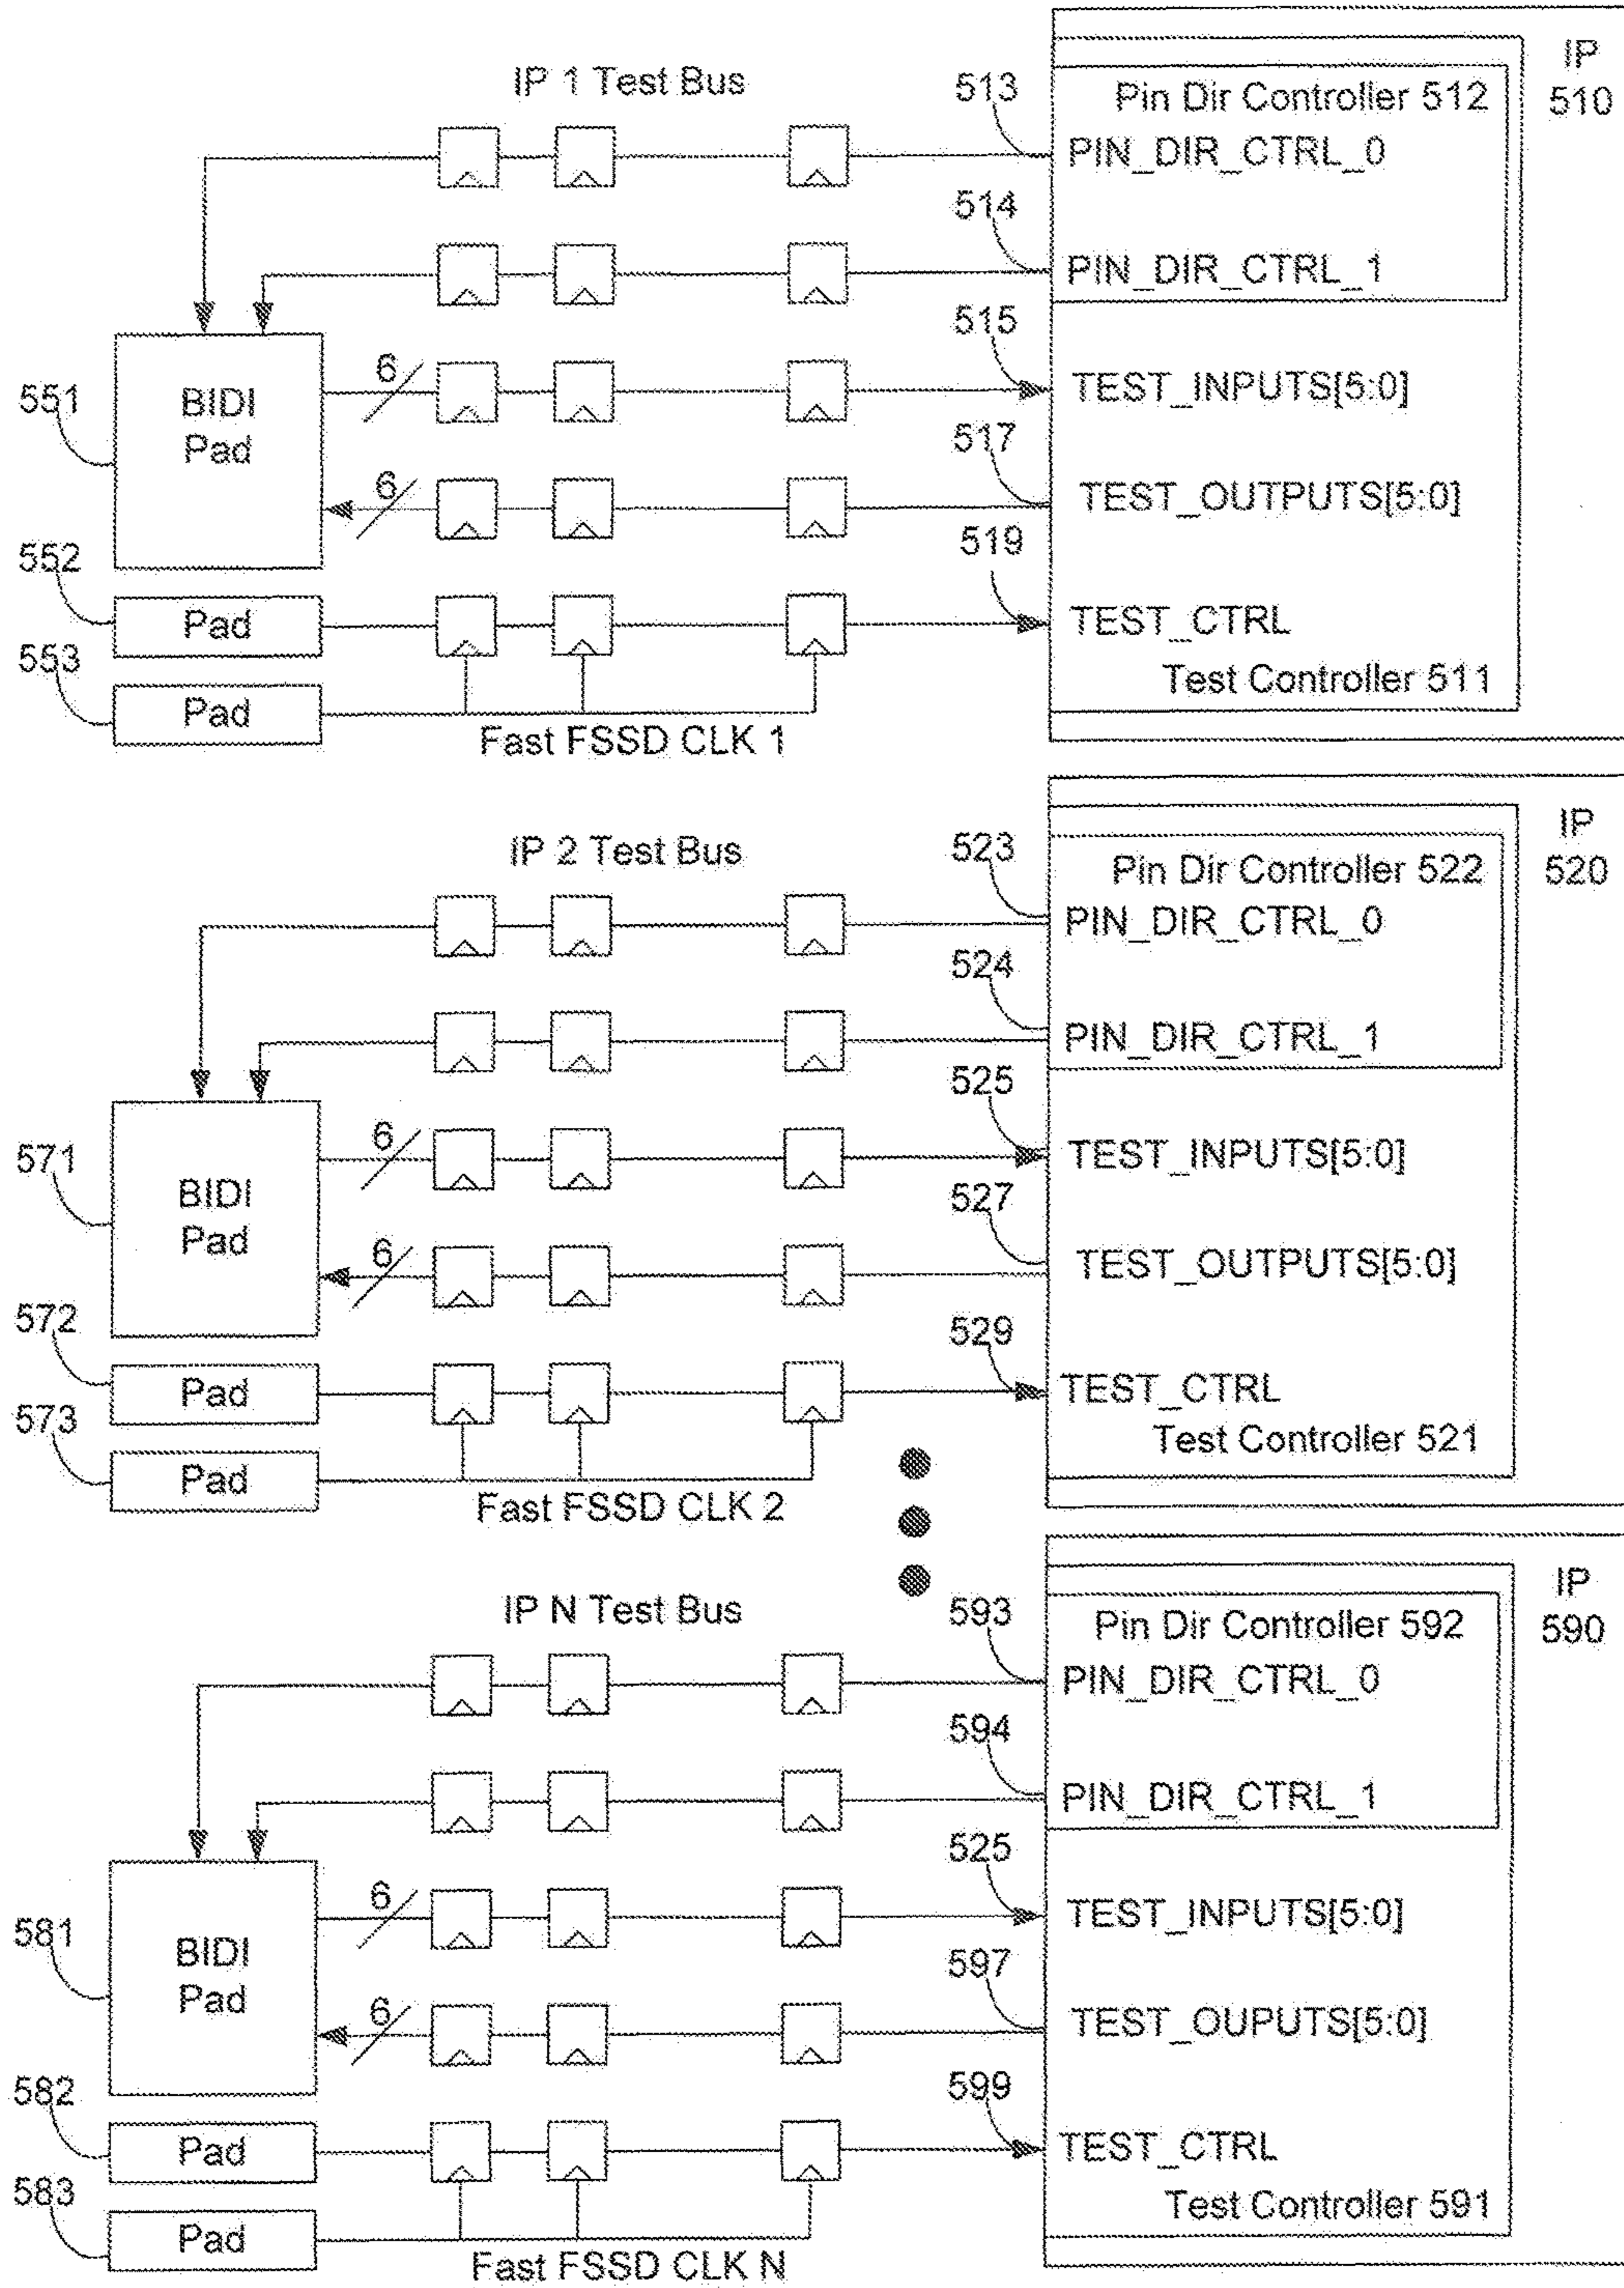 IP 1 Test Bus
IP
510
Pin Dir Controller 512
513
PIN_DIR_CTRL_0
514
PIN_DIR_CTRL_1
515
6
TEST_INPUTS[5:0]
551
BIDI
Pad
517
6
TEST_OUTPUTS[5:0]
552
519
Pad
TEST_CTRL
553
Pad
Test Controller 511
Fast FSSD CLK 1
IP 2 Test Bus
IP
520
Pin Dir Controller 522
523
PIN_DIR_CTRL_0
524
PIN_DIR_CTRL_1
525
6
TEST_INPUTS[5:0]
571
BIDI
Pad
527
6
TEST_OUTPUTS[5:0]
572
529
Pad
TEST_CTRL
573
Pad
Test Controller 521
Fast FSSD CLK 2
IP N Test Bus
IP
590
Pin Dir Controller 592
593
PIN_DIR_CTRL_0
594
PIN_DIR_CTRL_1
525
6
TEST_INPUTS[5:0]
581
BIDI
Pad
597
6
TEST_OUPUTS[5:0]
582
599
Pad
TEST_CTRL
583
Pad
Test Controller 591
Fast FSSD CLK N